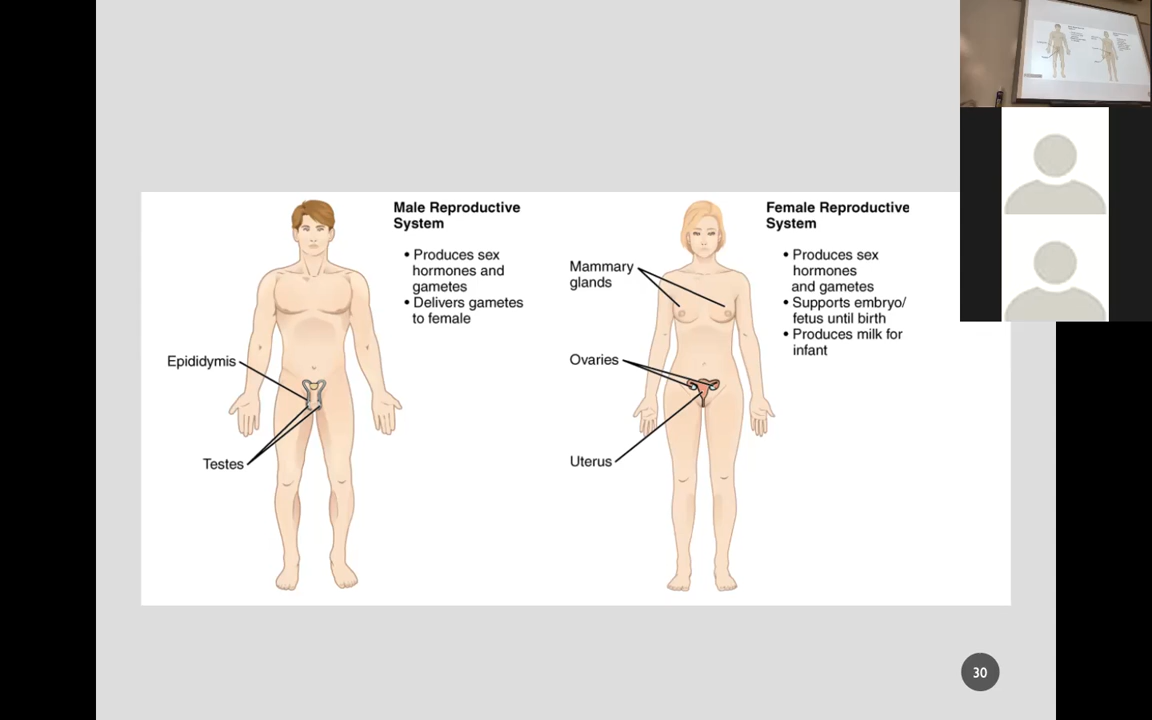 Male Reproductive
System
• Produces sex
hormones and
gametes
• Delivers gametes
to female
Epididymis
Testes
Female Reproductive
System
• Produces sex
hormones
and gametes
• Supports embryo/
fetus until birth
• Produces milk for
infant
Mammary
glands
Ovaries
Uterus
30